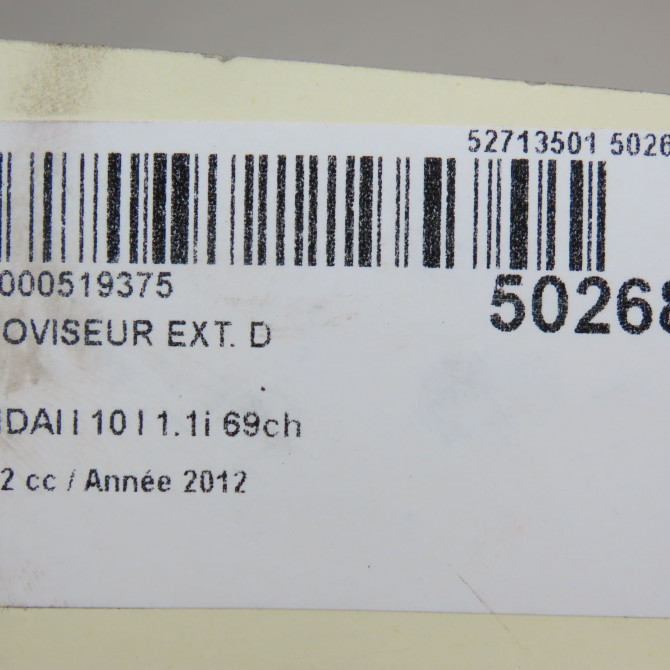 52713501 5026
000519375
50268
OVISEUR EXT. D
DAI I 10 I 1.1i 69ch
2 cc / Année 2012